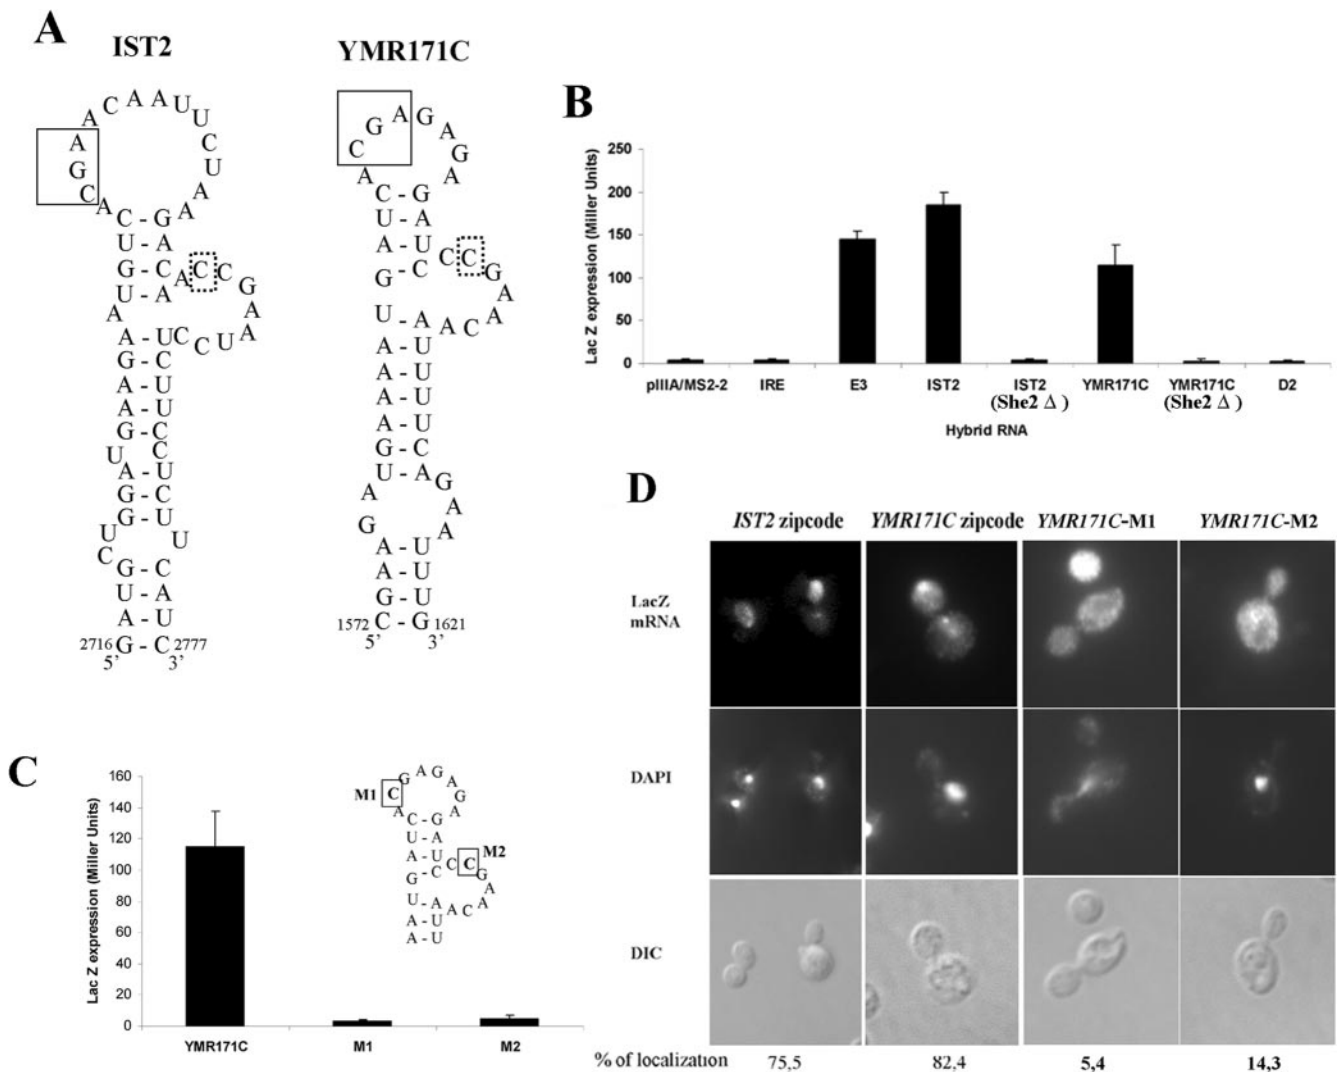 A
IST2
YMR171C
A C A A U U C U A A
A G C A
C - G
U A
G C A C C G A A U C C U
U - A
A
A U
G - C
A - U
A - U
G - C
U
A - U
G - C
G - U
U C U
G - C
U A
A U
2716 G - C 2777
5' 3'
C G A G A G A
A
C - G
U - A
A U C C G A A C A A
G - C
U - A
A - U
A - U
A - U
G - C
U - A
A G A A
G
A - U
A U
G U
1572 C - G 1621
5' 3'
B
Lac Z expression (Miller Units)
250
200
150
100
50
0
pIIIA/MS2-2 IRE E3 IST2 IST2 YMR171C YMR171C D2
(She2 Δ) (She2 Δ)
Hybrid RNA
C
Lac Z expression (Miller Units)
160
140
120
100
80
60
40
20
0
YMR171C M1 M2
M1 C G A G A G A
A
C - G
U A
A U C C G A A C A A M2
G - C
U - A
A - U
A - U
D
IST2 zipcode YMR171C zipcode YMR171C-M1 YMR171C-M2
LacZ
mRNA
DAPI
DIC
% of localization 75,5 82,4 5,4 14,3